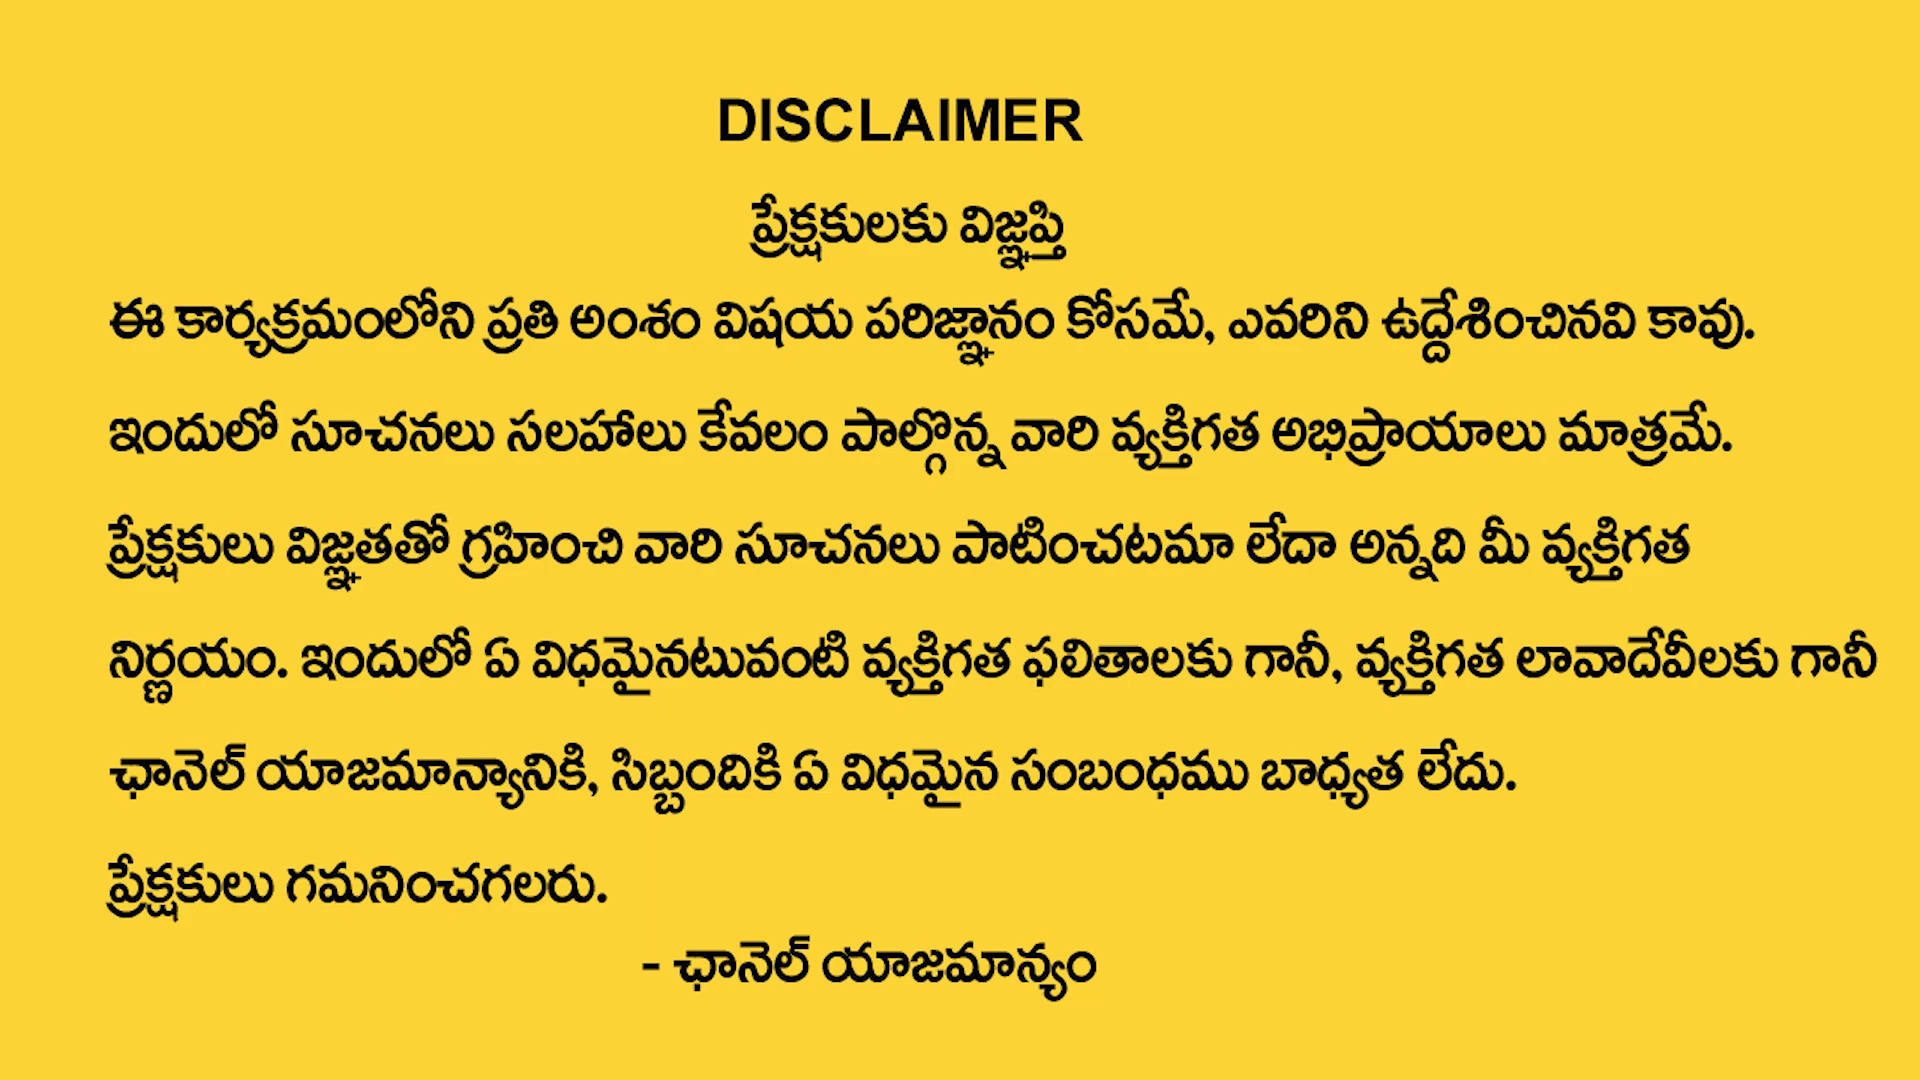 DISCLAIMER
ప్రేక్షకులకు విజ్ఞప్తి
ఈ కార్యక్రమంలోని ప్రతి అంశం విషయ పరిజ్ఞానం కోసమే, ఎవరిని ఉద్దేశించినవి కావు.
ఇందులో సూచనలు సలహాలు కేవలం పాల్గొన్న వారి వ్యక్తిగత అభిప్రాయాలు మాత్రమే.
ప్రేక్షకులు విజ్ఞతతో గ్రహించి వారి సూచనలు పాటించటమా లేదా అన్నది మీ వ్యక్తిగత
నిర్ణయం. ఇందులో ఏ విధమైనటువంటి వ్యక్తిగత ఫలితాలకు గానీ, వ్యక్తిగత లావాదేవీలకు గానీ
ఛానెల్ యాజమాన్యానికి, సిబ్బందికి ఏ విధమైన సంబంధము బాధ్యత లేదు.
ప్రేక్షకులు గమనించగలరు.
- ఛానెల్ యాజమాన్యం